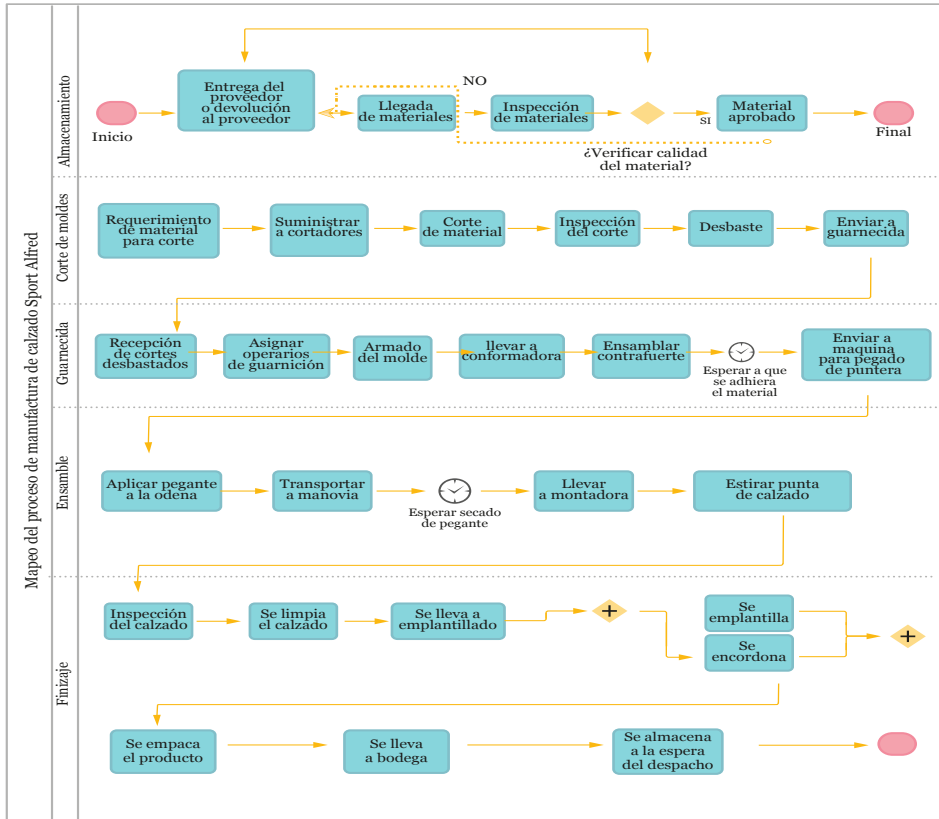 Mapeo del proceso de manufactura de calzado Sport Alfred
Almacenamiento
Inicio
Entrega del
proveedor
o devolución
al proveedor
NO
Llegada
de materiales
Inspección
de materiales
¿Verificar calidad
del material?
SI
Material
aprobado
Final
Corte de moldes
Requerimiento
de material
para corte
Suministrar
a cortadores
Corte
de material
Inspección
del corte
Desbaste
Enviar a
guarnecida
Guarnecida
Recepción
de cortes
desbastados
Asignar
operarios
de guarnición
Armado
del molde
llevar a
conformadora
Ensamblar
contrafuerte
Esperar a que
se adhiera
el material
Enviar a
maquina
para pegado
de puntera
Ensamble
Aplicar pegante
a la odena
Transportar
a manovia
Esperar secado
de pegante
Llevar
a montadora
Estirar punta
de calzado
Finizaje
Inspección
del calzado
Se limpia
el calzado
Se lleva a
emplantillado
+
Se
emplantilla
Se
encordona
+
Se empaca
el producto
Se lleva
a bodega
Se almacena
a la espera
del despacho